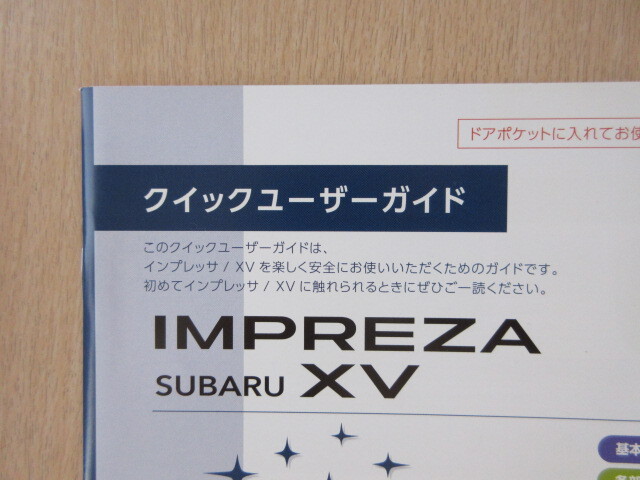 ドアポケットに入れてお使
クイックユーザーガイド
このクイックユーザーガイドは、
インプレッサ / XV を楽しく安全にお使いいただくためのガイドです。
初めてインプレッサ / XV に触れられるときにぜひご一読ください。
IMPREZA
SUBARU XV
基本